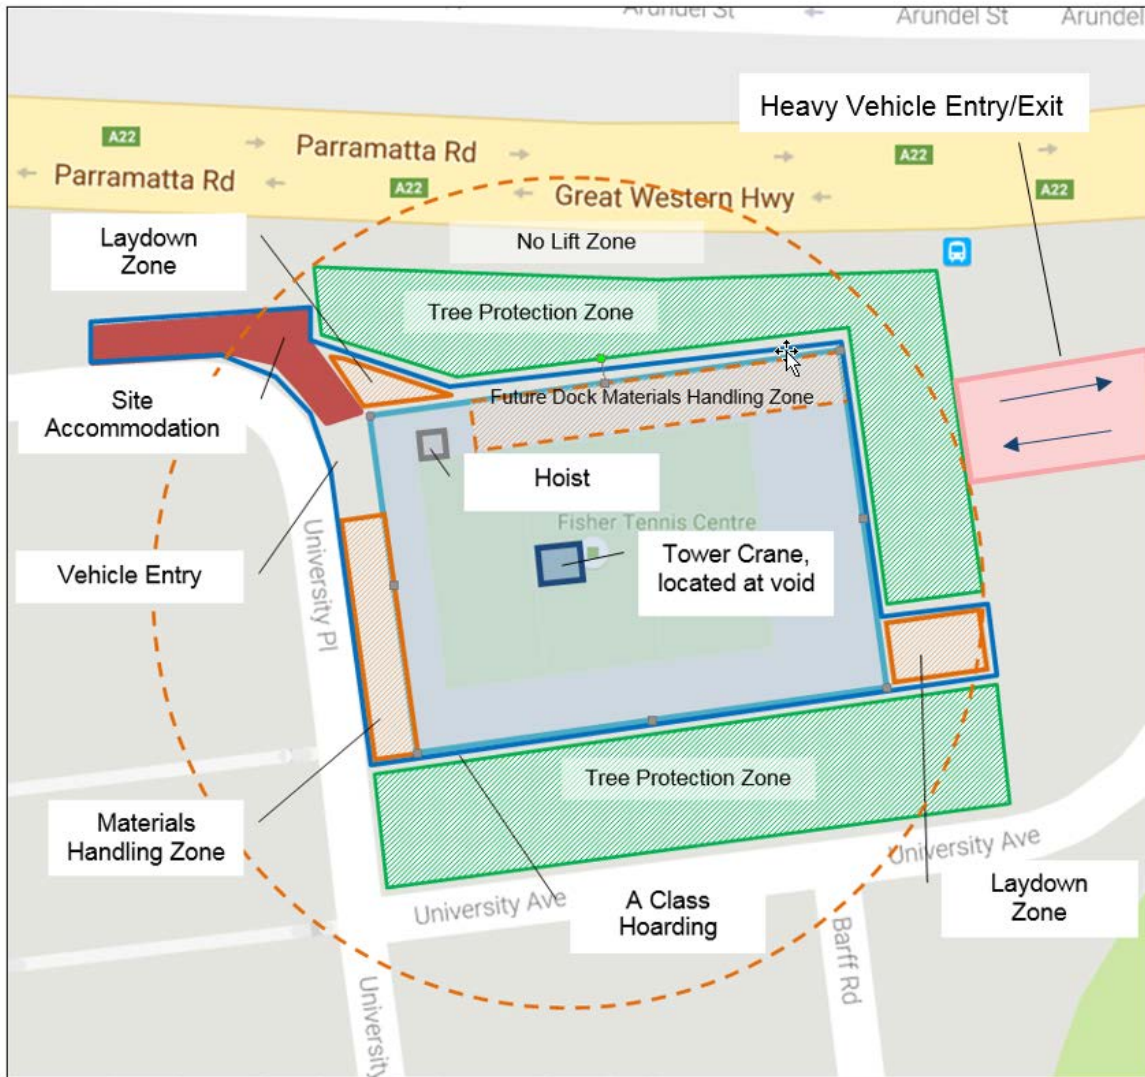 Arundel St
Arundel St
Arundel
Heavy Vehicle Entry/Exit
A22
Parramatta Rd
A22
Parramatta Rd
A22
Great Western Hwy
A22
Laydown
Zone
No Lift Zone
Tree Protection Zone
Site
Accommodation
Future Dock Materials Handling Zone
Hoist
Fisher Tennis Centre
Tower Crane,
located at void
Vehicle Entry
University Pl
Materials
Handling Zone
Tree Protection Zone
University Ave
University Ave
A Class
Hoarding
Laydown
Zone
Barff Rd
University